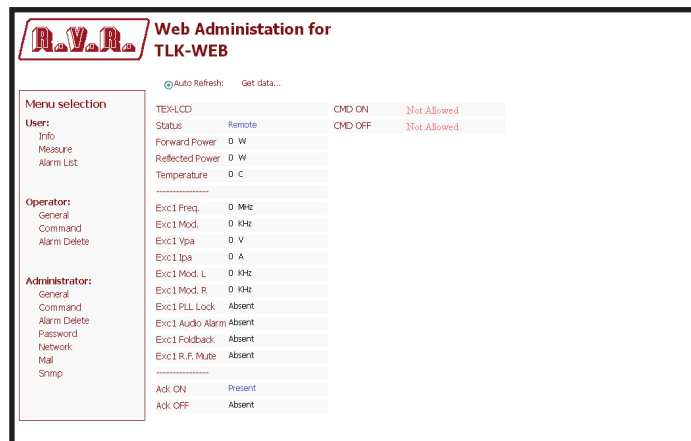 R.V.R.
Web Administation for
TLK-WEB
Auto Refresh: Get data...
Menu selection
User:
Info
Measure
Alarm List
Operator:
General
Command
Alarm Delete
Administrator:
General
Command
Alarm Delete
Password
Network
Mail
Snmp
TEX-LCD
Status Remote
Forward Power 0 W
Reflected Power 0 W
Temperature 0 C
----------------
Exc1 Freq. 0 MHz
Exc1 Mod. 0 KHz
Exc1 Vpa 0 V
Exc1 Ipa 0 A
Exc1 Mod. L 0 KHz
Exc1 Mod. R 0 KHz
Exc1 PLL Lock Absent
Exc1 Audio Alarm Absent
Exc1 Foldback Absent
Exc1 R.F. Mute Absent
----------------
Ack ON Present
Ack OFF Absent
CMD ON Not Allowed
CMD OFF Not Allowed